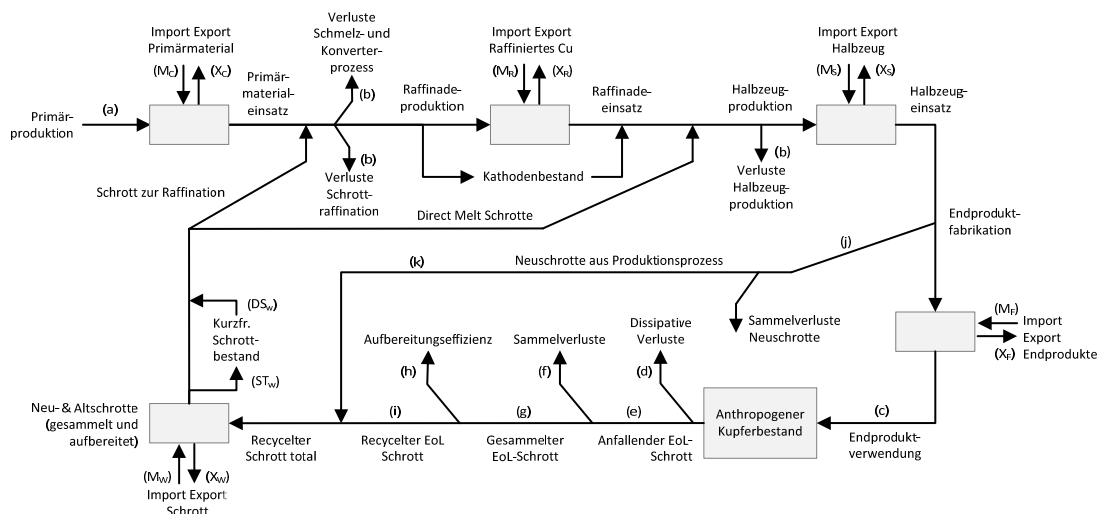 Import Export
Primärmaterial
(M_C)
(X_C)
Verluste
Schmelz- und
Konverter-
prozess
Import Export
Raffiniertes Cu
(M_R)
(X_R)
Import Export
Halbzeug
(M_S)
(X_S)
Primärproduktion
(a)
Primär-
material-
einsatz
(b)
Raffinade-
produktion
Raffinade-
einsatz
Halbzeug-
produktion
Halbzeug-
einsatz
(b)
Verluste
Schrott-
raffination
Kathodenbestand
(b)
Verluste
Halbzeug-
produktion
Schrott zur Raffination
Direct Melt Schrotte
Endprodukt-
fabrikation
(j)
(k)
Neuschrotte aus Produktionsprozess
(DS_w)
Kurzfr.
Schrott-
bestand
(ST_w)
Sammelverluste
Neuschrotte
(M_F)
Import
Export
(X_F)
Endprodukte
Aufbereitungseffizienz
(h)
Sammelverluste
(f)
Dissipative
Verluste
(d)
Neu- & Altschrotte
(gesammelt und
aufbereitet)
Recycelter
Schrott total
(i)
Recycelter EoL
Schrott
(g)
Gesammelter
EoL-Schrott
(e)
Anfallender EoL-
Schrott
Anthropogener
Kupferbestand
(c)
Endprodukt-
verwendung
(M_W)
(X_W)
Import Export
Schrott